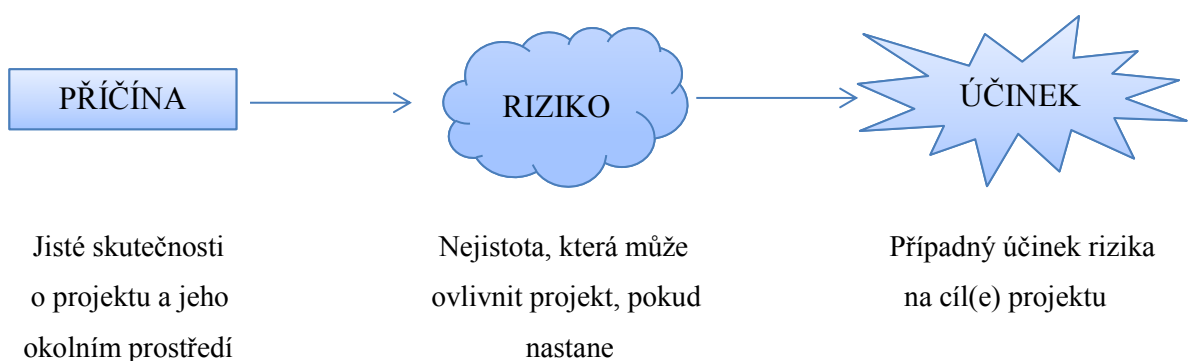 PŘÍČÍNA
RIZIKO
ÚČINEK
Jisté skutečnosti
o projektu a jeho
okolním prostředí
Nejistota, která může
ovlivnit projekt, pokud
nastane
Případný účinek rizika
na cíl(e) projektu